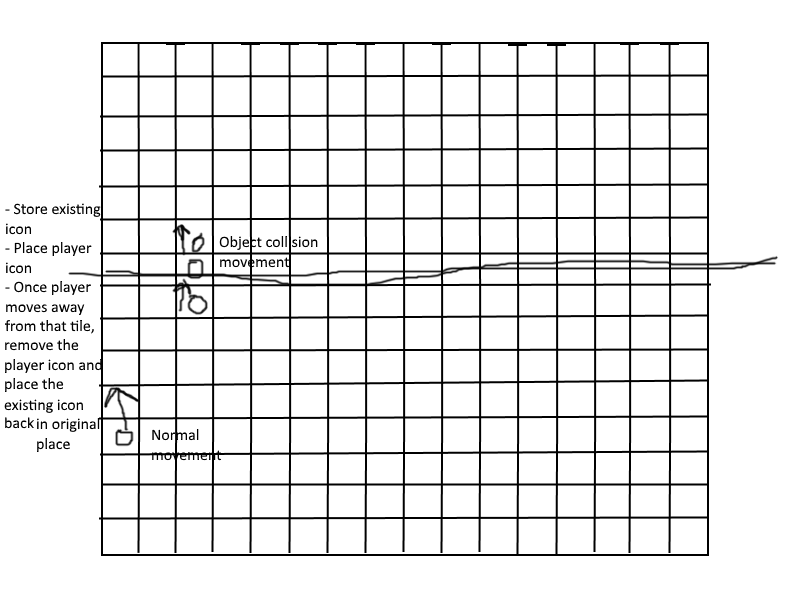 - Store existing
icon
- Place player
icon
- Once player
moves away
from that tile,
remove the
player icon and
place the
existing icon
back in original
place
Object collision
movement
Normal
movement